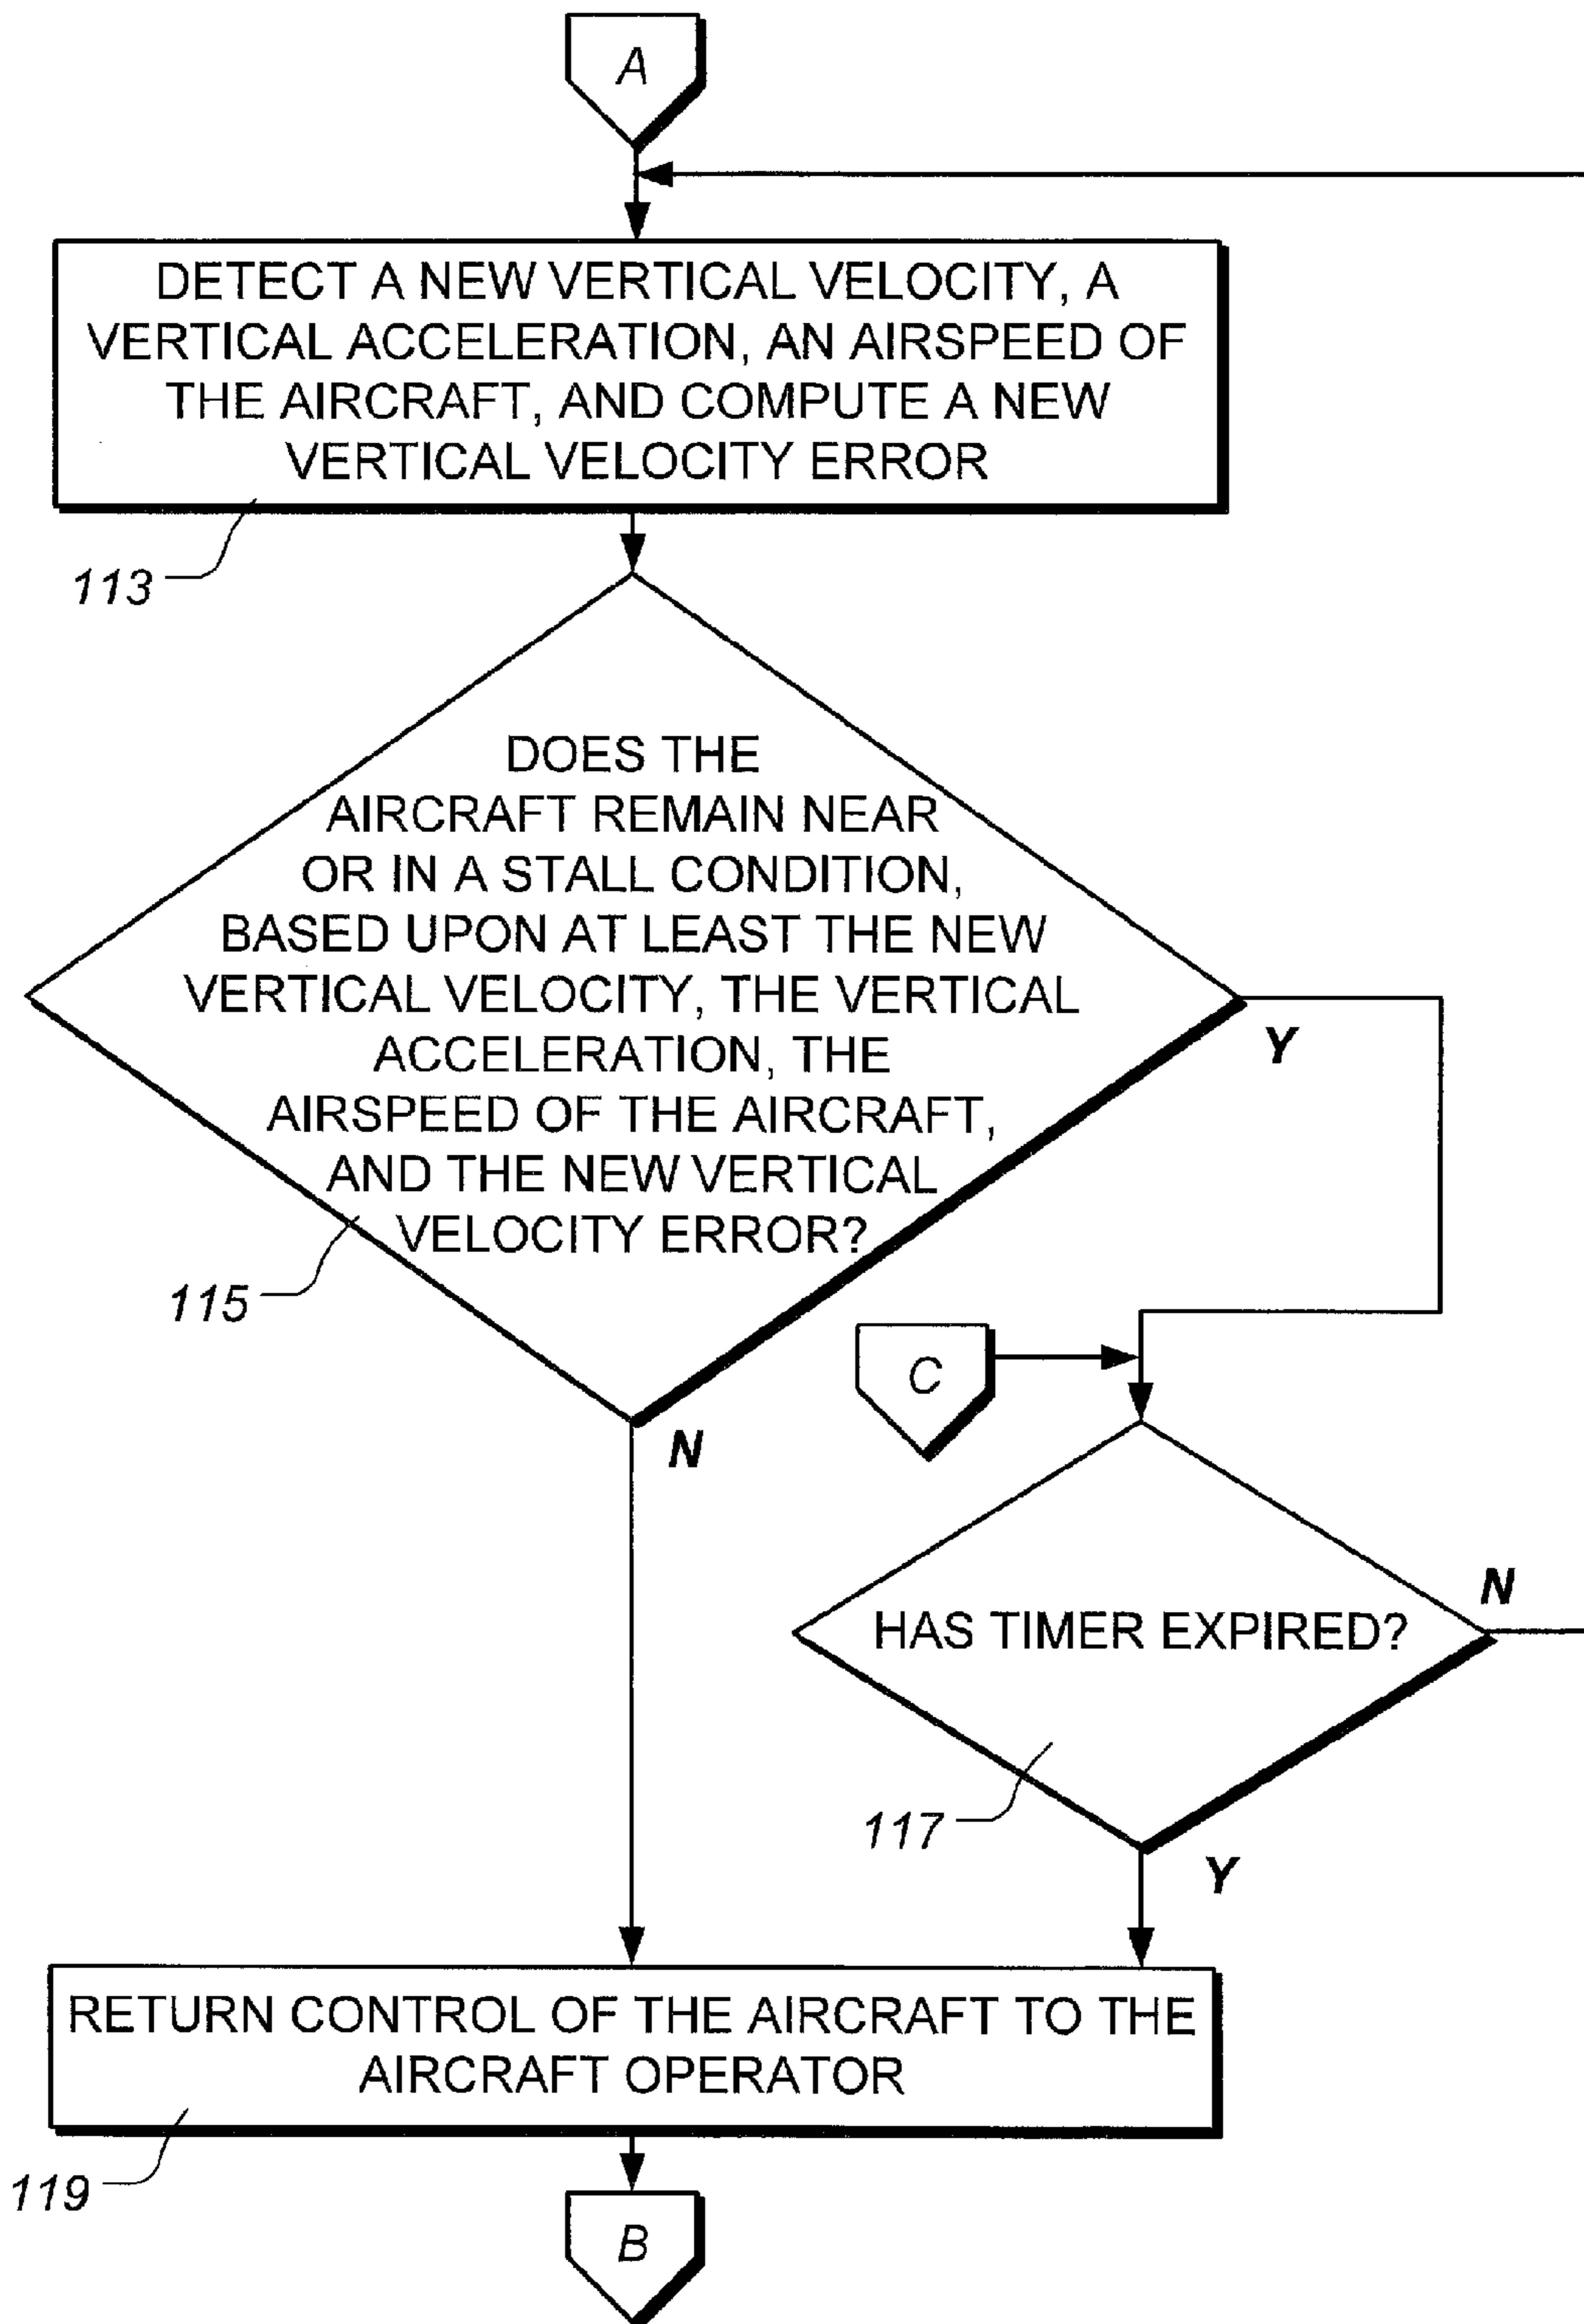 A
DETECT A NEW VERTICAL VELOCITY, A
VERTICAL ACCELERATION, AN AIRSPEED OF
THE AIRCRAFT, AND COMPUTE A NEW
VERTICAL VELOCITY ERROR
113
DOES THE
AIRCRAFT REMAIN NEAR
OR IN A STALL CONDITION,
BASED UPON AT LEAST THE NEW
VERTICAL VELOCITY, THE VERTICAL
ACCELERATION, THE
AIRSPEED OF THE AIRCRAFT,
AND THE NEW VERTICAL
VELOCITY ERROR?
Y
115
C
N
HAS TIMER EXPIRED?
N
117
Y
RETURN CONTROL OF THE AIRCRAFT TO THE
AIRCRAFT OPERATOR
119
B